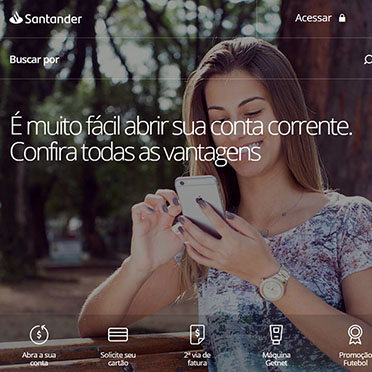 Santander
Acessar
Buscar por
É muito fácil abrir sua conta corrente.
Confira todas as vantagens
Abra a sua
conta
Solicite seu
cartão
2ª via de
fatura
Máquina
Getnet
Promoção
Futebol